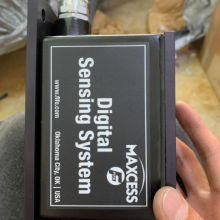 MAXCESS
fife
Digital
Sensing System
www.fife.com
Oklahoma City, OK | USA